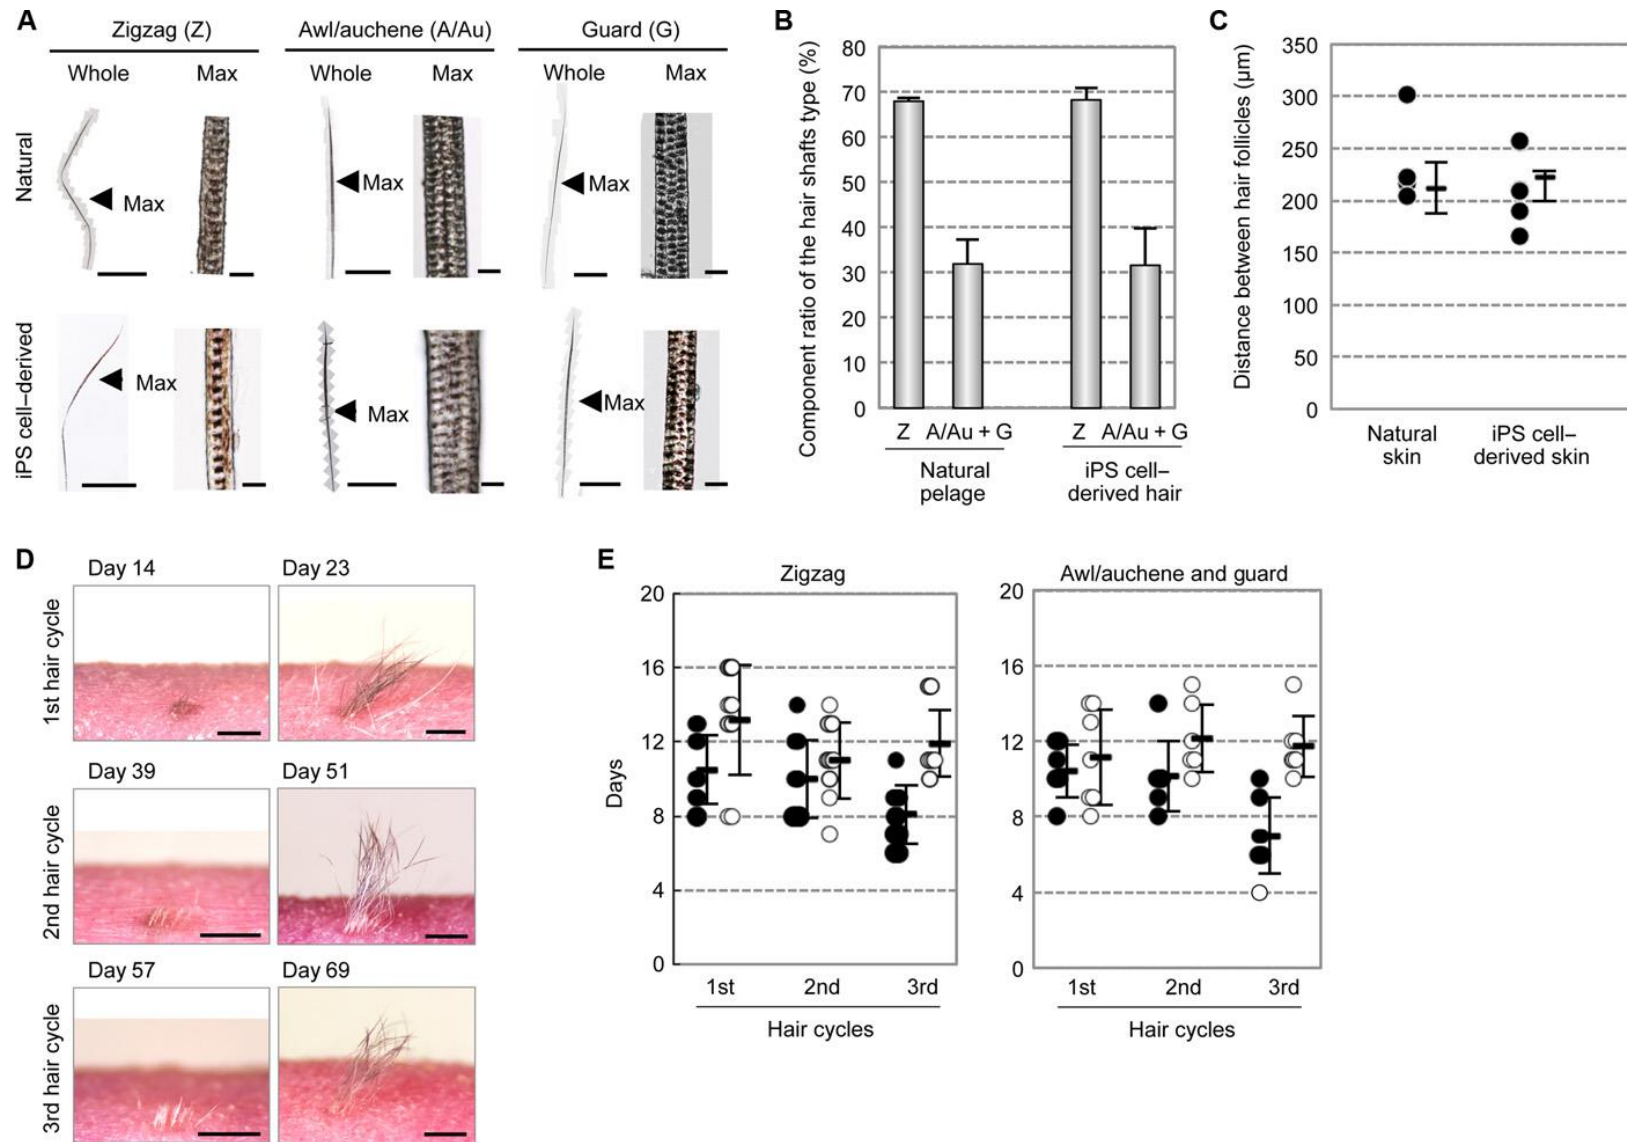 A
Zigzag (Z)
Awl/auchene (A/Au)
Guard (G)
Whole
Max
Whole
Max
Whole
Max
Natural
Max
Max
Max
iPS cell–derived
Max
Max
Max
B
Component ratio of the hair shafts type (%)
80
70
60
50
40
30
20
10
0
Z
A/Au + G
Z
A/Au + G
Natural
pelage
iPS cell–
derived hair
C
Distance between hair follicles (µm)
350
300
250
200
150
100
50
0
Natural
skin
iPS cell–
derived skin
D
Day 14
Day 23
1st hair cycle
Day 39
Day 51
2nd hair cycle
Day 57
Day 69
3rd hair cycle
E
Zigzag
Days
20
16
12
8
4
0
1st
2nd
3rd
Hair cycles
Awl/auchene and guard
20
16
12
8
4
0
1st
2nd
3rd
Hair cycles